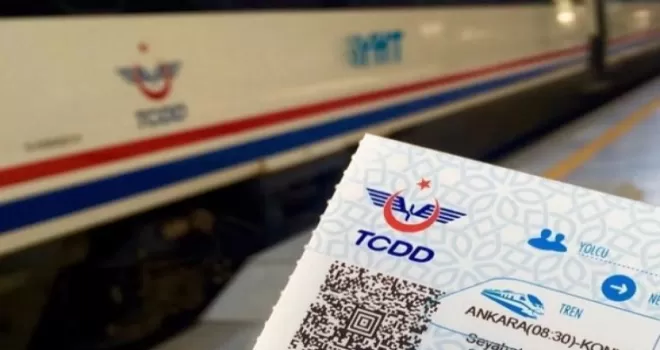 YHT
TCDD
TCDD
YOLCU
TREN
ANKARA(08:30)-KON